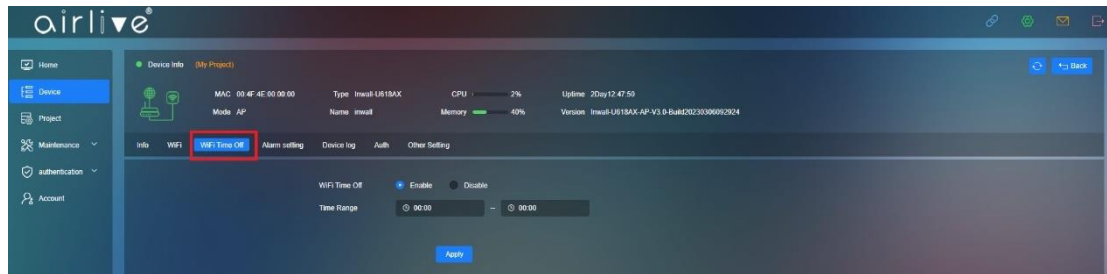 airlive®
Home
Device
Project
Maintenance
authentication
Account
Device Info (My Project)
Back
MAC 00:4F:4E:00:00:00 Type Inwall-U618AX CPU 2% Uptime 2Day12:47:50
Mode AP Name inwall Memory 40% Version Inwall-U618AX-AP-V3.0-Build20230306092924
Info WiFi WiFi Time Off Alarm setting Device log Auth Other Setting
WiFi Time Off Enable Disable
Time Range 00:00 – 00:00
Apply